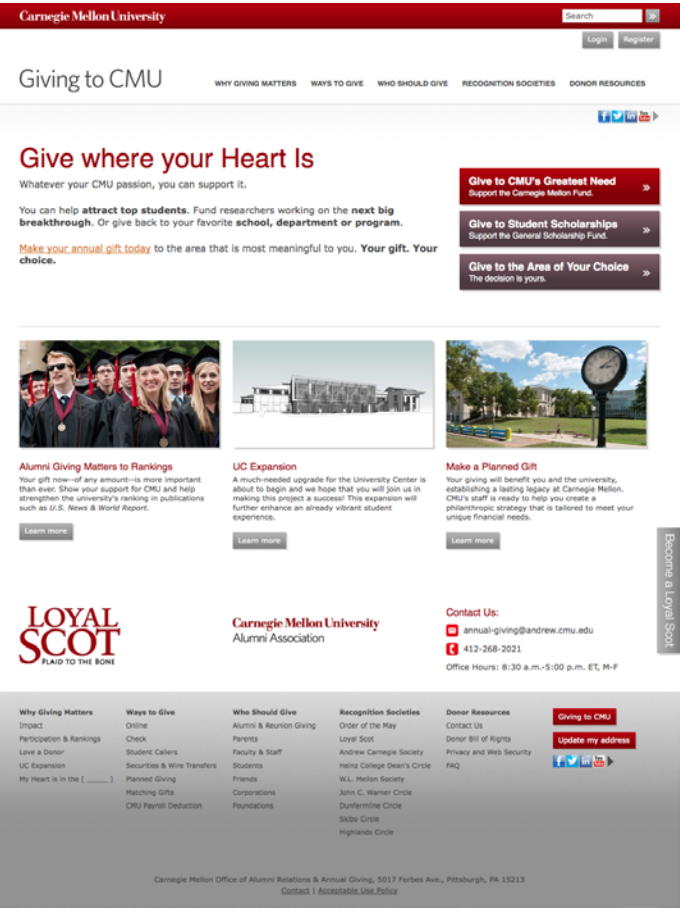 Carnegie Mellon University
Search
Login Register
Giving to CMU
WHY GIVING MATTERS WAYS TO GIVE WHO SHOULD GIVE RECOGNITION SOCIETIES DONOR RESOURCES
Give where your Heart Is
Whatever your CMU passion, you can support it.
You can help attract top students. Fund researchers working on the next big
breakthrough. Or give back to your favorite school, department or program.
Make your annual gift today to the area that is most meaningful to you. Your gift. Your
choice.
Give to CMU's Greatest Need
Support the Carnegie Mellon Fund.
Give to Student Scholarships
Support the General Scholarship Fund.
Give to the Area of Your Choice
The decision is yours.
Alumni Giving Matters to Rankings
Your gift now--of any amount--is more important
than ever. Show your support for CMU and help
strengthen the university's ranking in publications
such as U.S. News & World Report.
Learn more
UC Expansion
A much-needed upgrade for the University Center is
about to begin and we hope that you will join us in
making this project a success! This expansion will
further enhance an already vibrant student
experience.
Learn more
Make a Planned Gift
Your giving will benefit you and the university,
establishing a lasting legacy at Carnegie Mellon.
CMU's staff is ready to help you create a
philanthropic strategy that is tailored to meet your
unique financial needs.
Learn more
Become a Loyal Scot
LOYAL
SCOT
PLAID TO THE BONE
Carnegie Mellon University
Alumni Association
Contact Us:
annual-giving@andrew.cmu.edu
412-268-2021
Office Hours: 8:30 a.m.-5:00 p.m. ET, M-F
Why Giving Matters
Impact
Participation & Rankings
Love a Donor
UC Expansion
My Heart is in the [ _____ ]
Ways to Give
Online
Check
Student Callers
Securities & Wire Transfers
Planned Giving
Matching Gifts
CMU Payroll Deduction
Who Should Give
Alumni & Reunion Giving
Parents
Faculty & Staff
Students
Friends
Corporations
Foundations
Recognition Societies
Order of the May
Loyal Scot
Andrew Carnegie Society
Heinz College Dean's Circle
W.L. Mellon Society
John C. Warner Circle
Dunfermline Circle
Skibo Circle
Highlands Circle
Donor Resources
Contact Us
Donor Bill of Rights
Privacy and Web Security
FAQ
Giving to CMU
Update my address
Carnegie Mellon Office of Alumni Relations & Annual Giving, 5017 Forbes Ave., Pittsburgh, PA 15213
Contact | Acceptable Use Policy